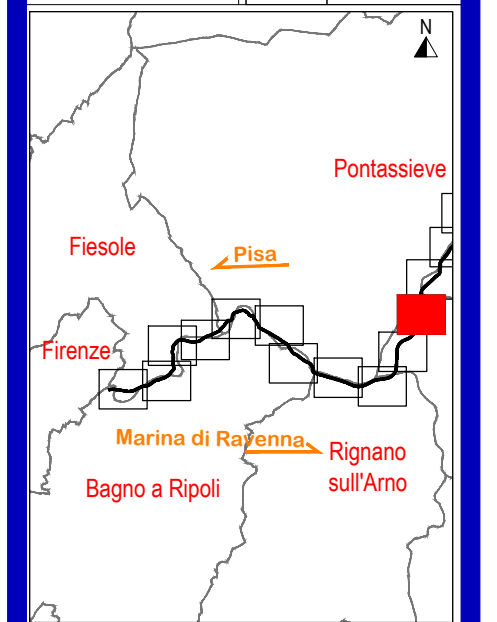 N
Pontassieve
Fiesole
Pisa
Firenze
Marina di Ravenna
Rignano
sull'Arno
Bagno a Ripoli